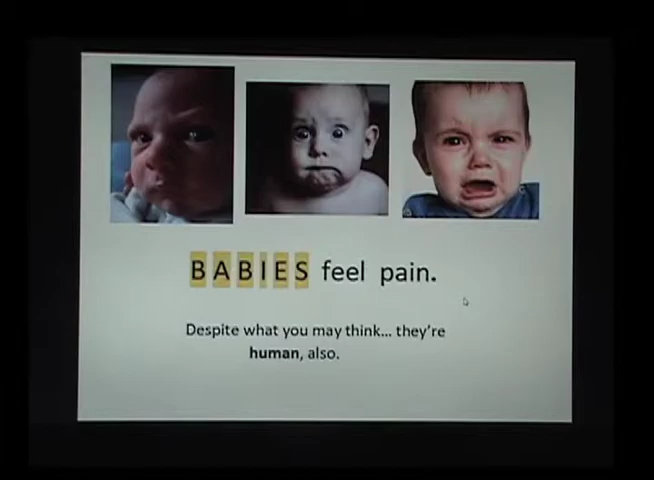 BABIES feel pain.
Despite what you may think... they're
human, also.